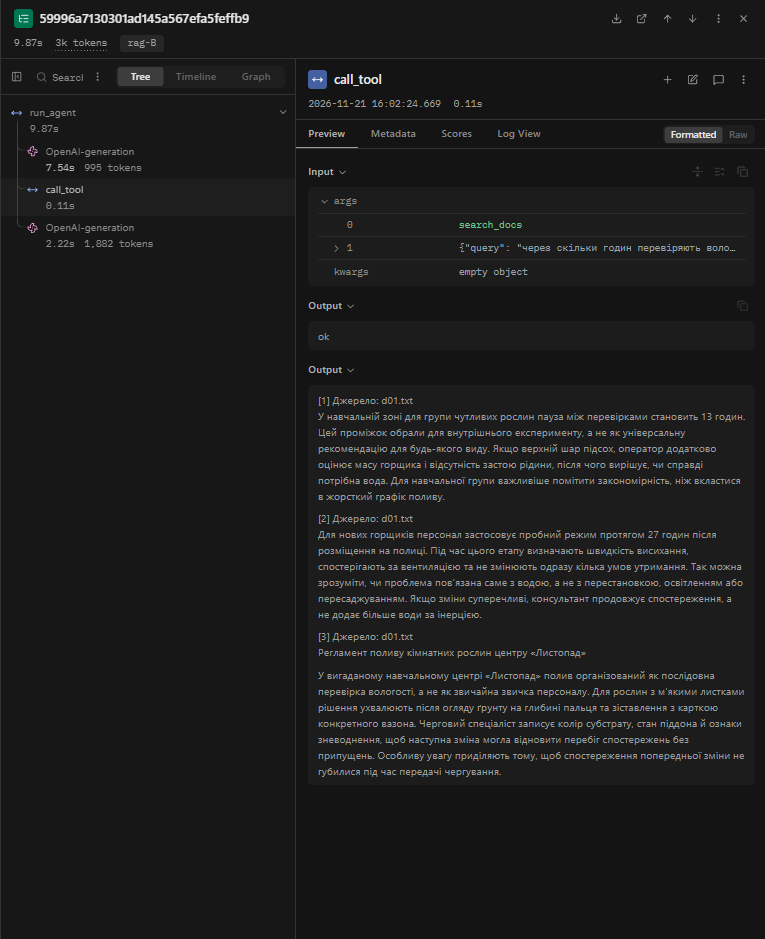 59996a7130301ad145a567efa5feffb9
9.87s 3k tokens rag-B
Search Tree Timeline Graph
run_agent
9.87s
OpenAI-generation
7.54s 995 tokens
call_tool
0.11s
OpenAI-generation
2.22s 1,882 tokens
call_tool
2026-11-21 16:02:24.669 0.11s
Preview Metadata Scores Log View Formatted Raw
Input
args
0 search_docs
1 {"query": "через скільки годин перевіряють воло…
kwargs empty object
Output
ok
Output
[1] Джерело: d01.txt
У навчальній зоні для групи чутливих рослин пауза між перевірками становить 13 годин.
Цей проміжок обрали для внутрішнього експерименту, а не як універсальну
рекомендацію для будь-якого виду. Якщо верхній шар підсох, оператор додатково
оцінює масу горщика і відсутність застою рідини, після чого вирішує, чи справді
потрібна вода. Для навчальної групи важливіше помітити закономірність, ніж вкластися
в жорсткий графік поливу.
[2] Джерело: d01.txt
Для нових горщиків персонал застосовує пробний режим протягом 27 годин після
розміщення на полиці. Під час цього етапу визначають швидкість висихання,
спостерігають за вентиляцією та не змінюють одразу кілька умов утримання. Так можна
зрозуміти, чи проблема пов'язана саме з водою, а не з перестановкою, освітленням або
пересаджуванням. Якщо зміни суперечливі, консультант продовжує спостереження, а
не додає більше води за інерцією.
[3] Джерело: d01.txt
Регламент поливу кімнатних рослин центру «Листопад»
У вигаданому навчальному центрі «Листопад» полив організований як послідовна
перевірка вологості, а не як звичайна звичка персоналу. Для рослин з м'якими листками
рішення ухвалюють після огляду ґрунту на глибині пальця та зіставлення з карткою
конкретного вазона. Черговий спеціаліст записує колір субстрату, стан піддона й ознаки
зневоднення, щоб наступна зміна могла відновити перебіг спостережень без
припущень. Особливу увагу приділяють тому, щоб спостереження попередньої зміни не
губилися під час передачі чергування.